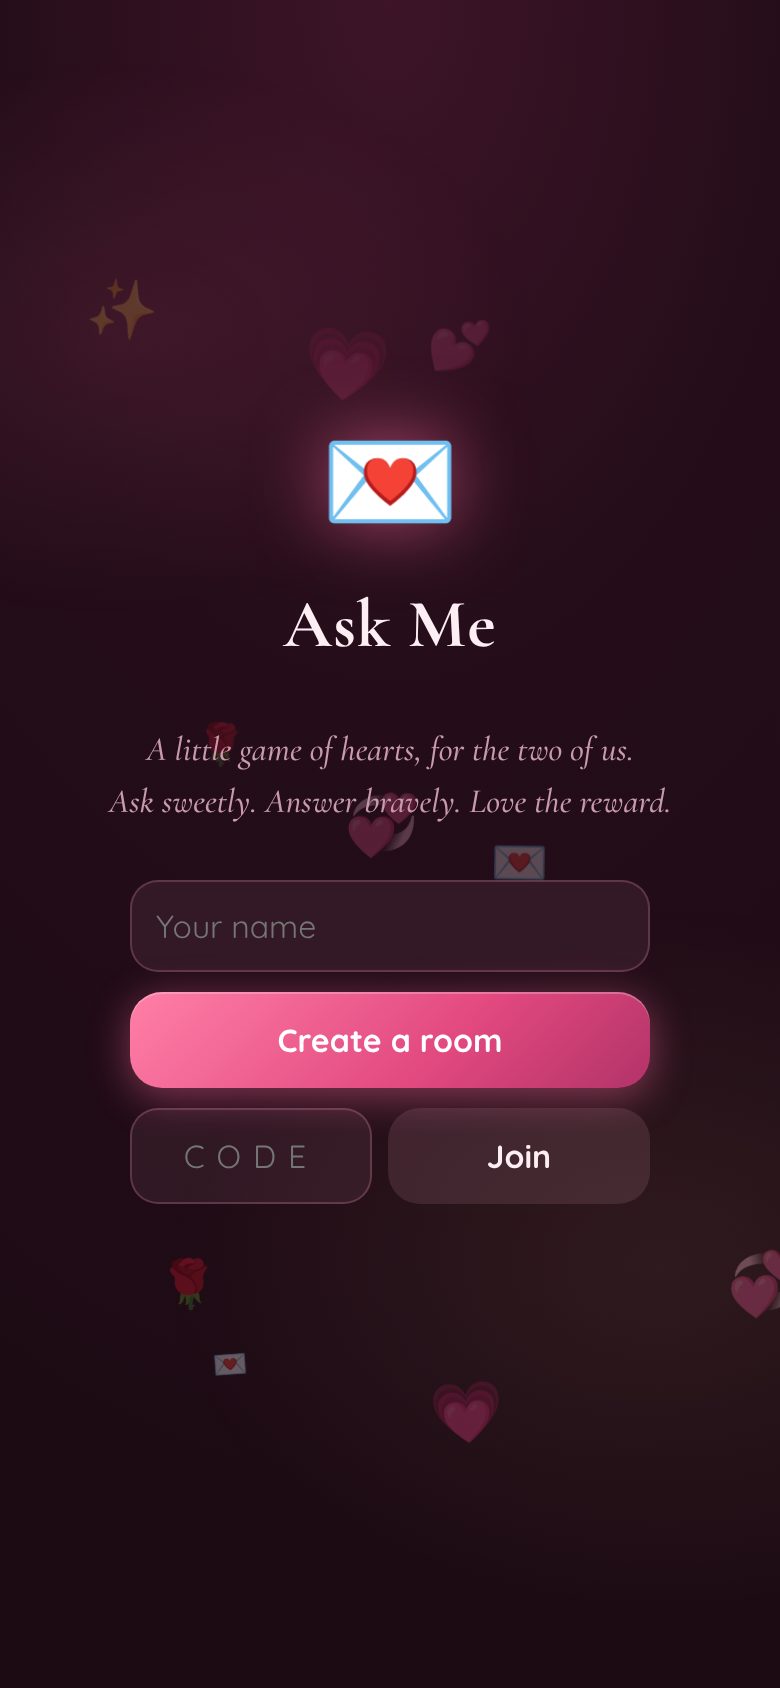 Ask Me
A little game of hearts, for the two of us.
Ask sweetly. Answer bravely. Love the reward.
Your name
Create a room
CODE
Join